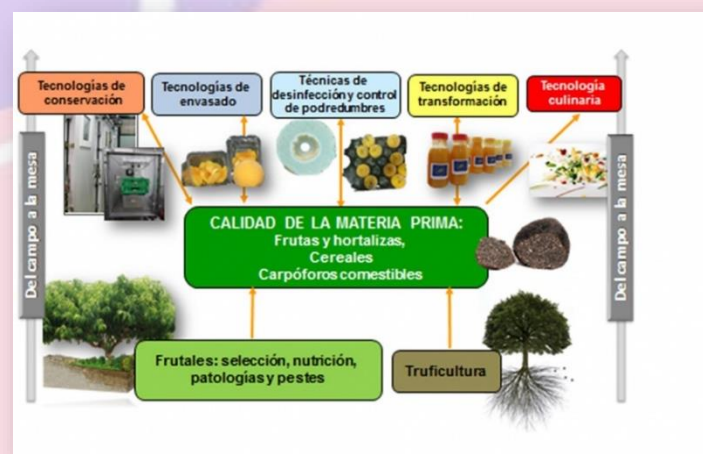 Tecnologías de
conservación
Tecnologías de
envasado
Técnicas de
desinfección y control
de podredumbres
Tecnologías de
transformación
Tecnología
culinaria
Del campo a la mesa
CALIDAD DE LA MATERIA PRIMA:
Frutas y hortalizas,
Cereales
Carpóforos comestibles
Del campo a la mesa
Frutales: selección, nutrición,
patologías y pestes
Truficultura